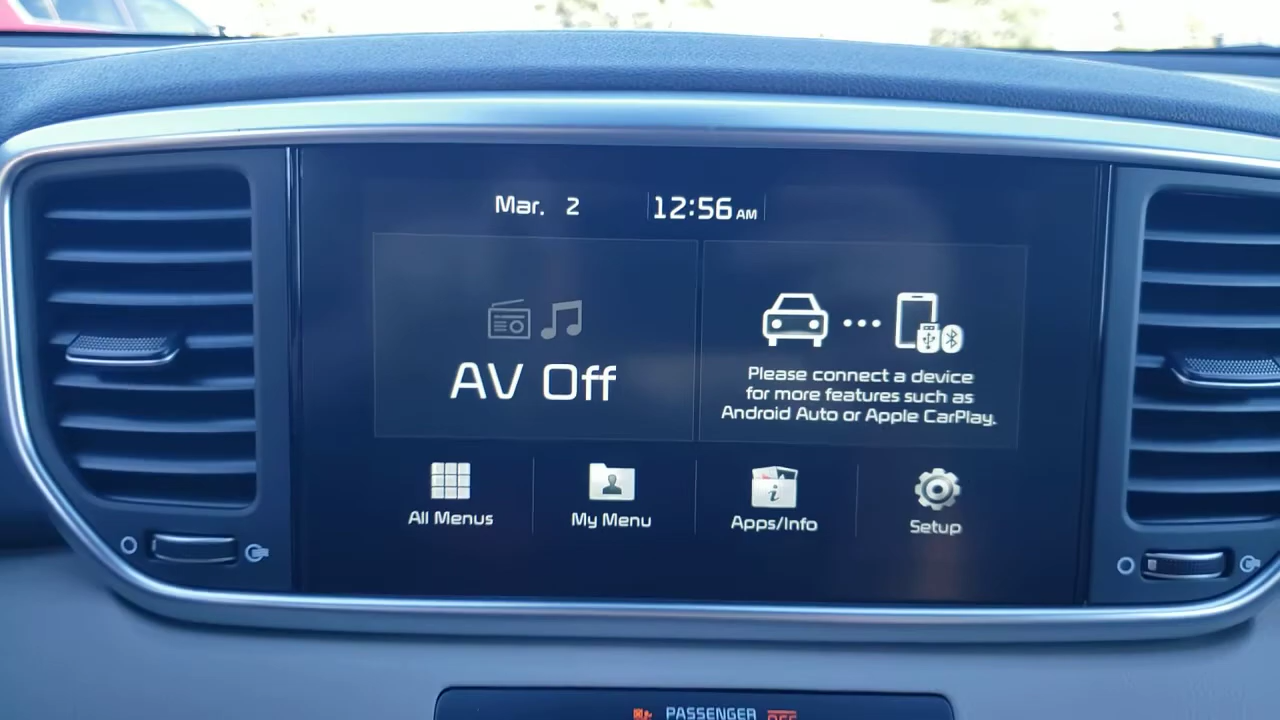 Mar. 2 12:56 AM
AV Off
Please connect a device
for more features such as
Android Auto or Apple CarPlay.
All Menus My Menu Apps/Info Setup
PASSENGER OFF